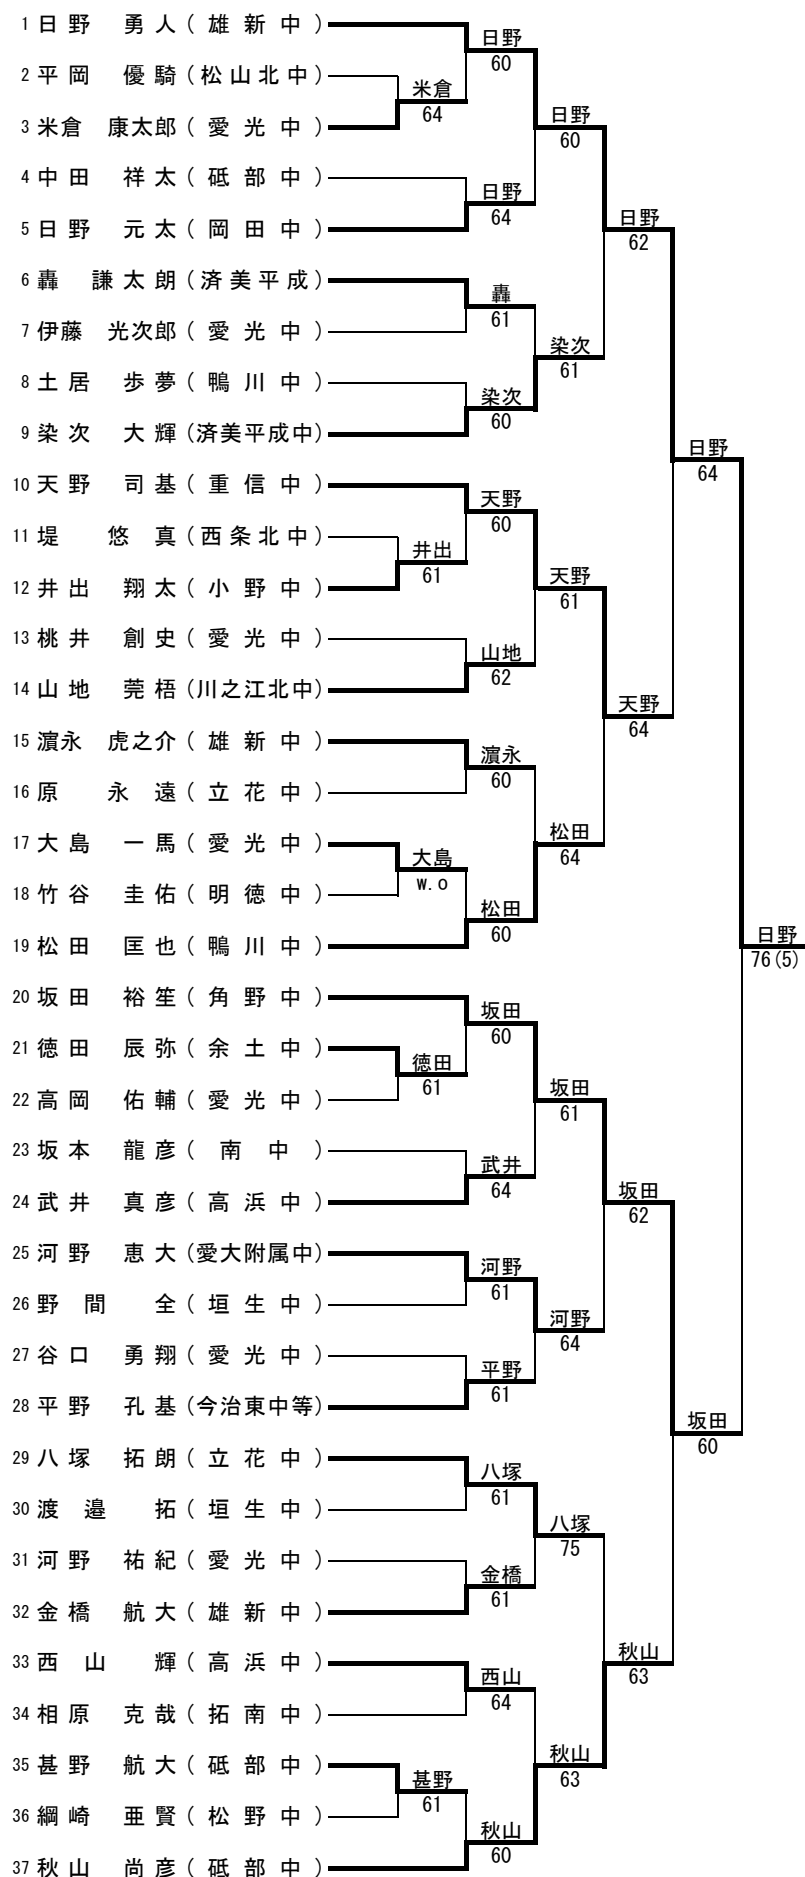 1 日野 勇人 (雄新中)
日野
60
2 平岡 優騎 (松山北中)
米倉
64
3 米倉 康太郎 (愛光中)
日野
60
4 中田 祥太 (砥部中)
日野
64
5 日野 元太 (岡田中)
日野
62
6 轟 謙太朗 (済美平成)
轟
61
7 伊藤 光次郎 (愛光中)
染次
61
8 土居 歩夢 (鴨川中)
染次
60
9 染次 大輝 (済美平成中)
日野
64
10 天野 司基 (重信中)
天野
60
11 堤 悠真 (西条北中)
井出
61
12 井出 翔太 (小野中)
天野
61
13 桃井 創史 (愛光中)
山地
62
14 山地 莞梧 (川之江北中)
天野
64
15 濵永 虎之介 (雄新中)
濵永
60
16 原 永遠 (立花中)
松田
64
17 大島 一馬 (愛光中)
大島
w.o
18 竹谷 圭佑 (明徳中)
松田
60
19 松田 匡也 (鴨川中)
日野
76(5)
20 坂田 裕笙 (角野中)
坂田
60
21 徳田 辰弥 (余土中)
徳田
61
22 高岡 佑輔 (愛光中)
坂田
61
23 坂本 龍彦 (南中)
武井
64
24 武井 真彦 (高浜中)
坂田
62
25 河野 恵大 (愛大附属中)
河野
61
26 野間 全 (垣生中)
河野
64
27 谷口 勇翔 (愛光中)
平野
61
28 平野 孔基 (今治東中等)
坂田
60
29 八塚 拓朗 (立花中)
八塚
61
30 渡邉 拓 (垣生中)
八塚
75
31 河野 祐紀 (愛光中)
金橋
61
32 金橋 航大 (雄新中)
秋山
63
33 西山 輝 (高浜中)
西山
64
34 相原 克哉 (拓南中)
秋山
63
35 甚野 航大 (砥部中)
甚野
61
36 綱崎 亜賢 (松野中)
秋山
60
37 秋山 尚彦 (砥部中)